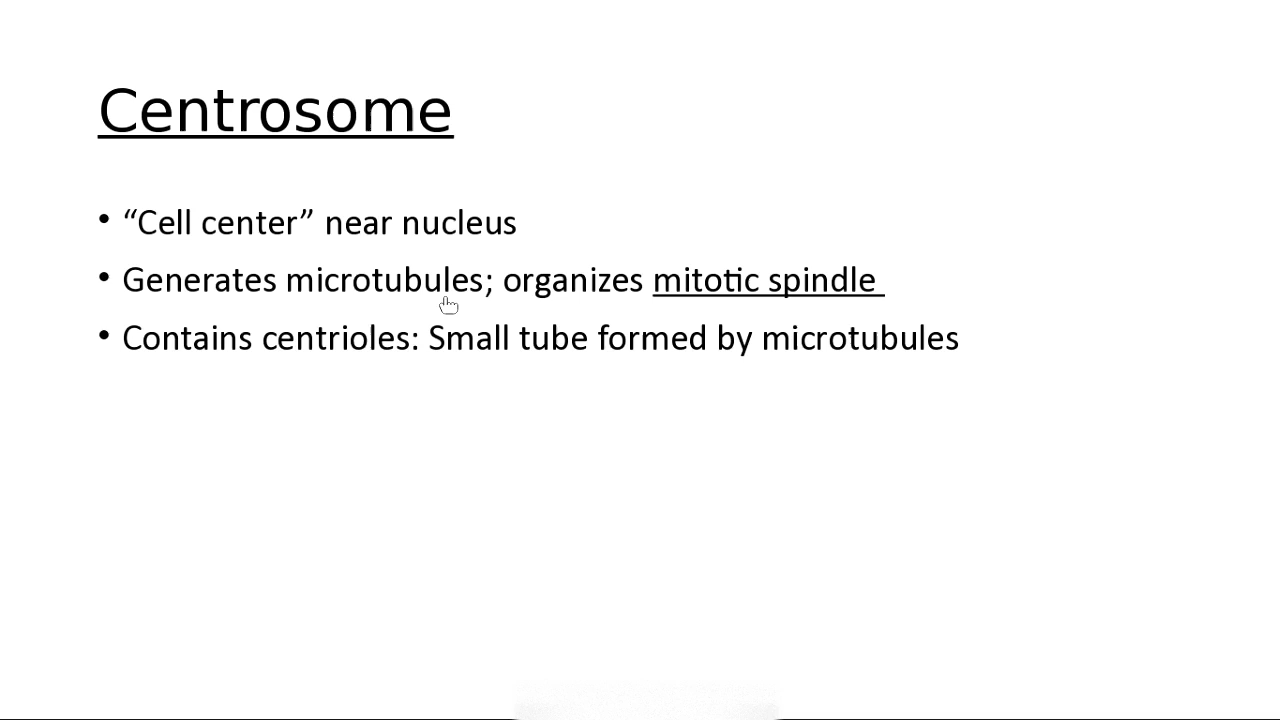 Centrosome
• “Cell center” near nucleus
• Generates microtubules; organizes mitotic spindle
• Contains centrioles: Small tube formed by microtubules